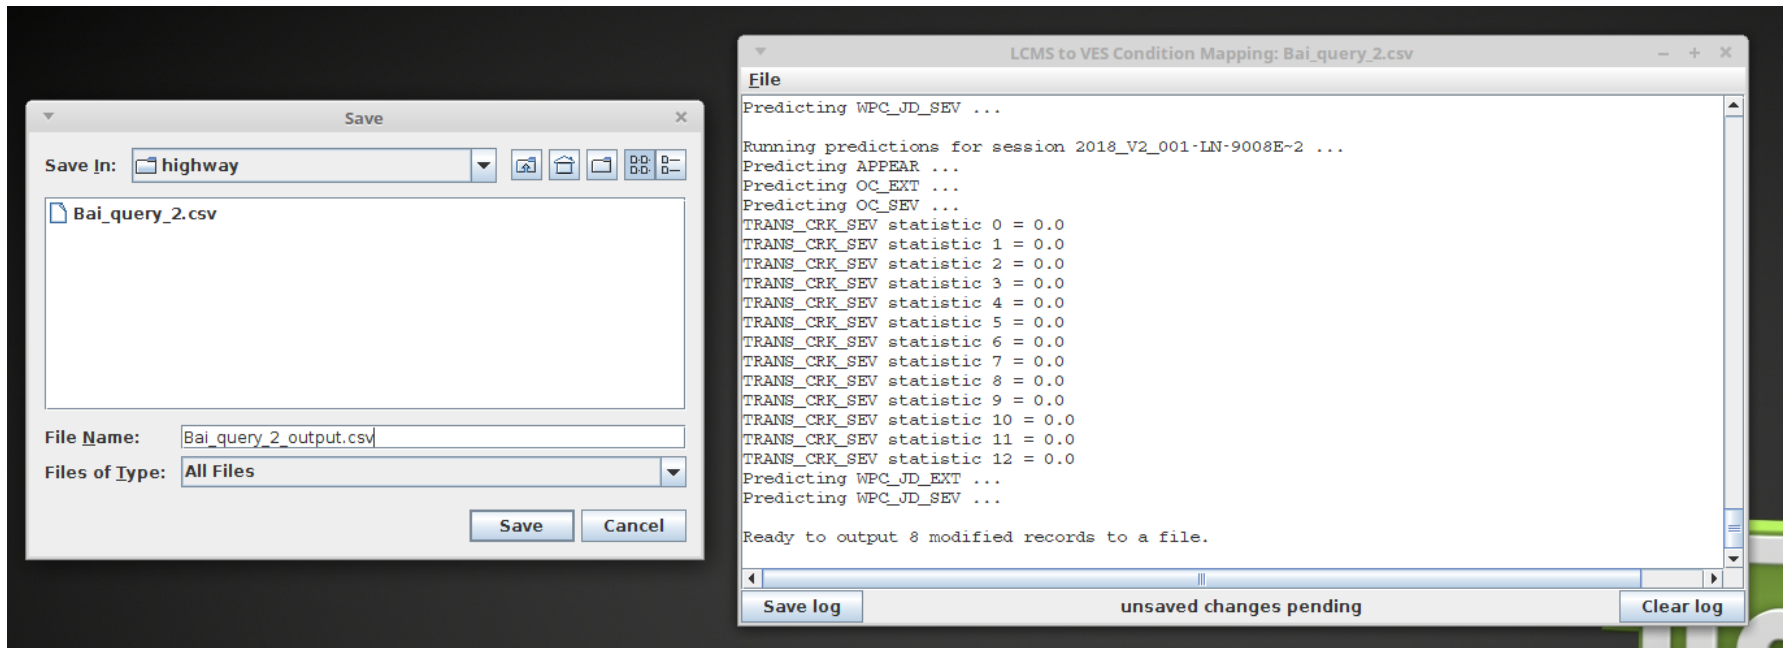 Save
Save In:
highway
Bai_query_2.csv
File Name:
Bai_query_2_output.csv
Files of Type:
All Files
Save
Cancel
LCMS to VES Condition Mapping: Bai_query_2.csv
File
Predicting WPC_JD_SEV ...
Running predictions for session 2018_V2_001-LN-9008E~2 ...
Predicting APPEAR ...
Predicting OC_EXT ...
Predicting OC_SEV ...
TRANS_CRK_SEV statistic 0 = 0.0
TRANS_CRK_SEV statistic 1 = 0.0
TRANS_CRK_SEV statistic 2 = 0.0
TRANS_CRK_SEV statistic 3 = 0.0
TRANS_CRK_SEV statistic 4 = 0.0
TRANS_CRK_SEV statistic 5 = 0.0
TRANS_CRK_SEV statistic 6 = 0.0
TRANS_CRK_SEV statistic 7 = 0.0
TRANS_CRK_SEV statistic 8 = 0.0
TRANS_CRK_SEV statistic 9 = 0.0
TRANS_CRK_SEV statistic 10 = 0.0
TRANS_CRK_SEV statistic 11 = 0.0
TRANS_CRK_SEV statistic 12 = 0.0
Predicting WPC_JD_EXT ...
Predicting WPC_JD_SEV ...
Ready to output 8 modified records to a file.
Save log
unsaved changes pending
Clear log